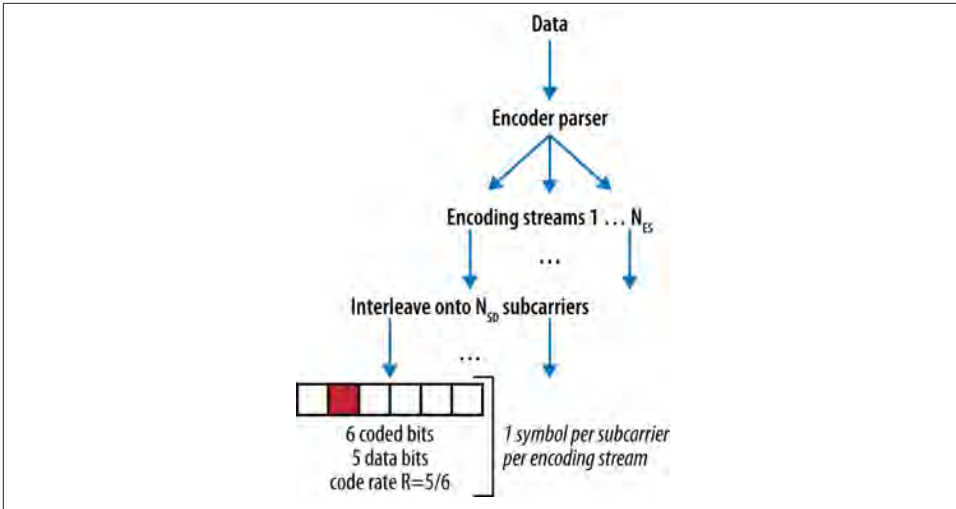 Data
Encoder parser
Encoding streams 1 … N_ES
…
Interleave onto N_SD subcarriers
…
6 coded bits
5 data bits
code rate R=5/6
1 symbol per subcarrier
per encoding stream